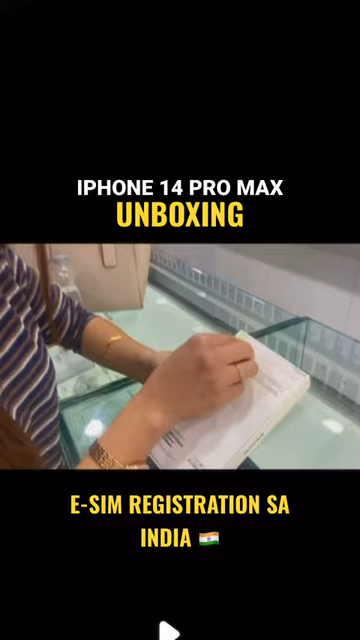 IPHONE 14 PRO MAX
UNBOXING
E-SIM REGISTRATION SA
INDIA 🇮🇳